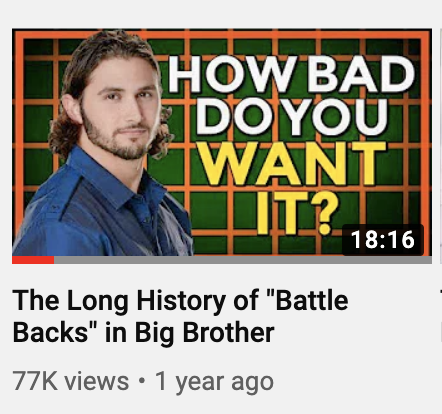 HOW BAD
DO YOU
WANT
IT?
18:16
The Long History of "Battle
Backs" in Big Brother
77K views • 1 year ago